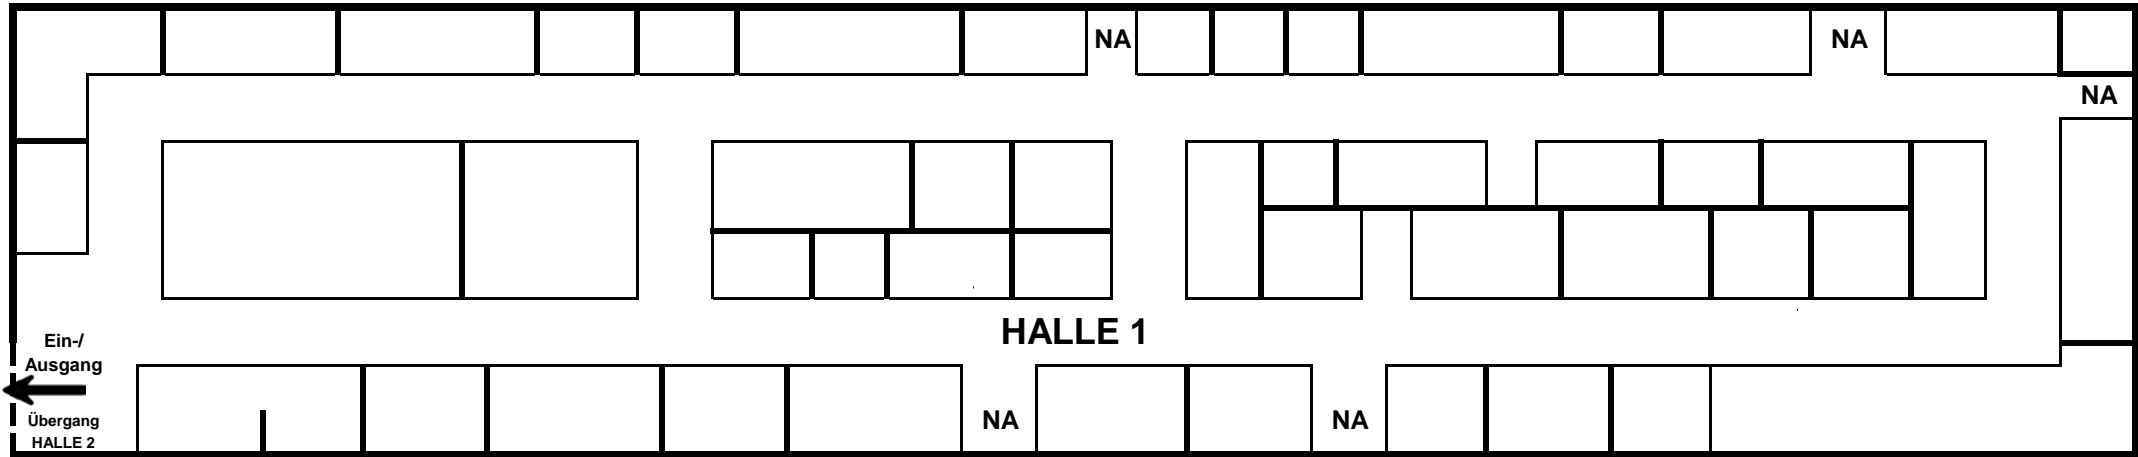 NA
NA
NA
HALLE 1
Ein-/
Ausgang
Übergang
HALLE 2
NA
NA